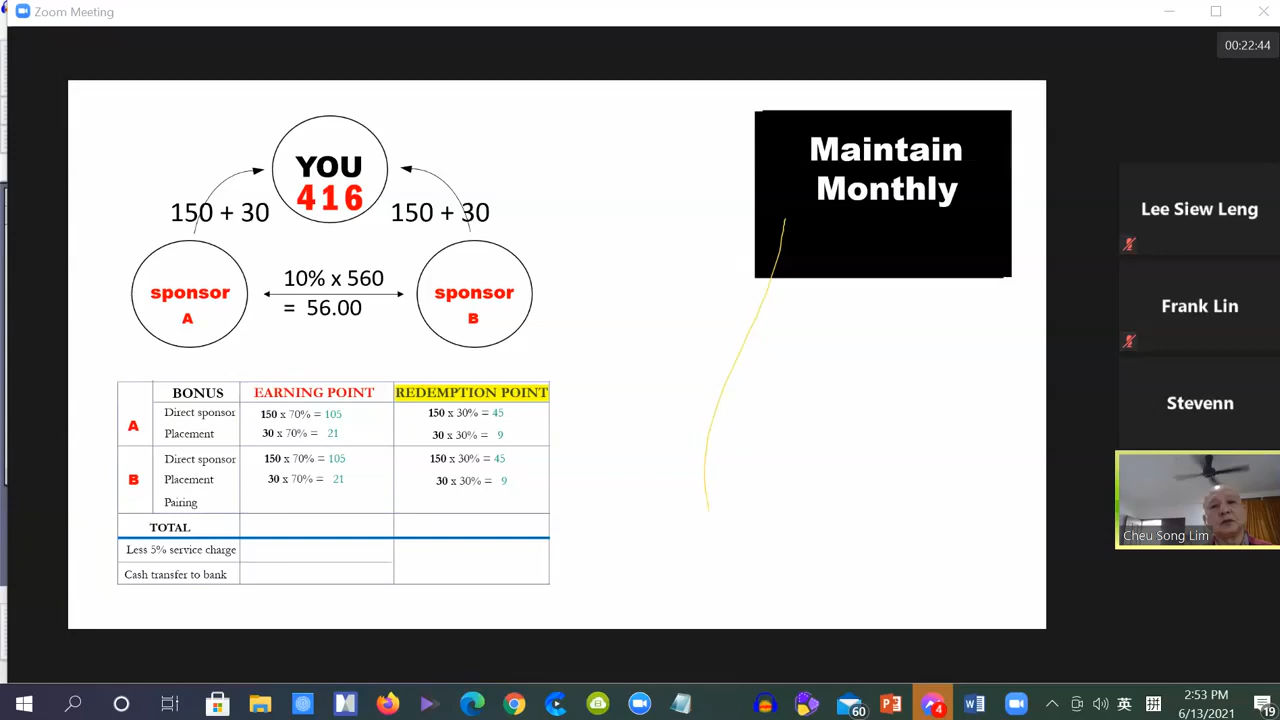 Zoom Meeting
00:22:44
YOU
416
150 + 30
150 + 30
sponsor
A
10% x 560
= 56.00
sponsor
B
Maintain
Monthly
BONUS EARNING POINT REDEMPTION POINT
A
Direct sponsor 150 x 70% = 105 150 x 30% = 45
Placement 30 x 70% = 21 30 x 30% = 9
B
Direct sponsor 150 x 70% = 105 150 x 30% = 45
Placement 30 x 70% = 21 30 x 30% = 9
Pairing
TOTAL
Less 5% service charge
Cash transfer to bank
Lee Siew Leng
Frank Lin
Stevenn
Cheu Song Lim
60
4
英
拼
2:53 PM
6/13/2021
19